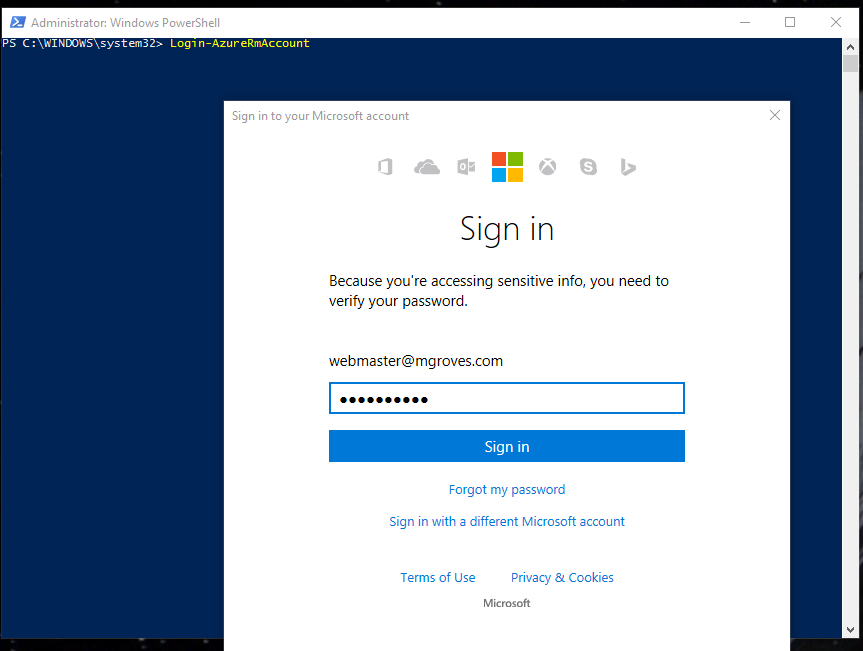 Administrator: Windows PowerShell
PS C:\WINDOWS\system32> Login-AzureRmAccount
Sign in to your Microsoft account
Sign in
Because you're accessing sensitive info, you need to
verify your password.
webmaster@mgroves.com
●●●●●●●●●●
Sign in
Forgot my password
Sign in with a different Microsoft account
Terms of Use Privacy & Cookies
Microsoft